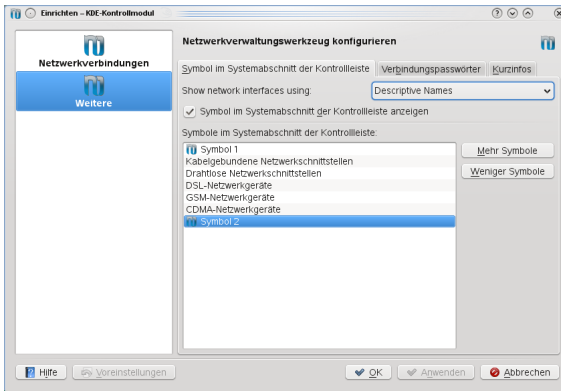 Einrichten – KDE-Kontrollmodul
Netzwerkverbindungen
Weitere
Netzwerkverwaltungswerkzeug konfigurieren
Symbol im Systemabschnitt der Kontrollleiste
Verbindungspasswörter
Kurzinfos
Show network interfaces using:
Descriptive Names
Symbol im Systemabschnitt der Kontrollleiste anzeigen
Symbole im Systemabschnitt der Kontrollleiste:
Symbol 1
Kabelgebundene Netzwerkschnittstellen
Drahtlose Netzwerkschnittstellen
DSL-Netzwerkgeräte
GSM-Netzwerkgeräte
CDMA-Netzwerkgeräte
Symbol 2
Mehr Symbole
Weniger Symbole
Hilfe
Voreinstellungen
OK
Anwenden
Abbrechen